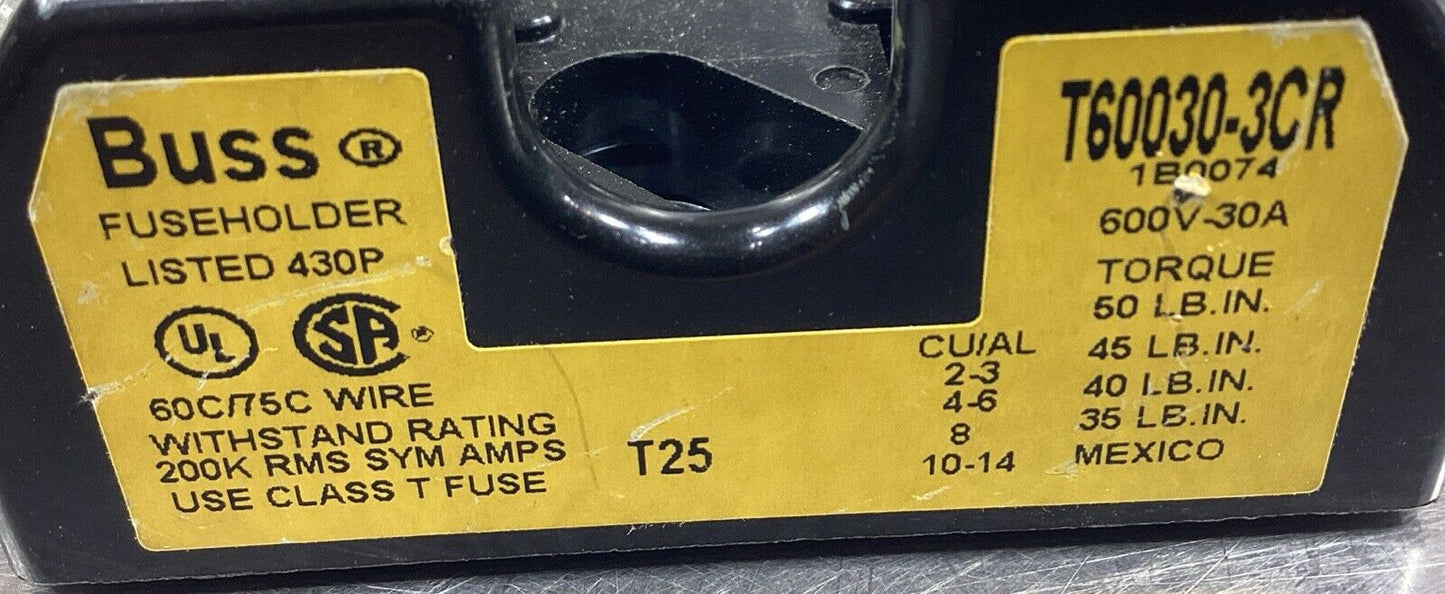 Buss ®
FUSEHOLDER
LISTED 430P
UL SA
60C/75C WIRE
WITHSTAND RATING
200K RMS SYM AMPS
USE CLASS T FUSE
T25
T60030-3CR
1B0074
600V-30A
TORQUE
CU/AL 50 LB.IN.
2-3 45 LB.IN.
4-6 40 LB.IN.
8 35 LB.IN.
10-14 MEXICO